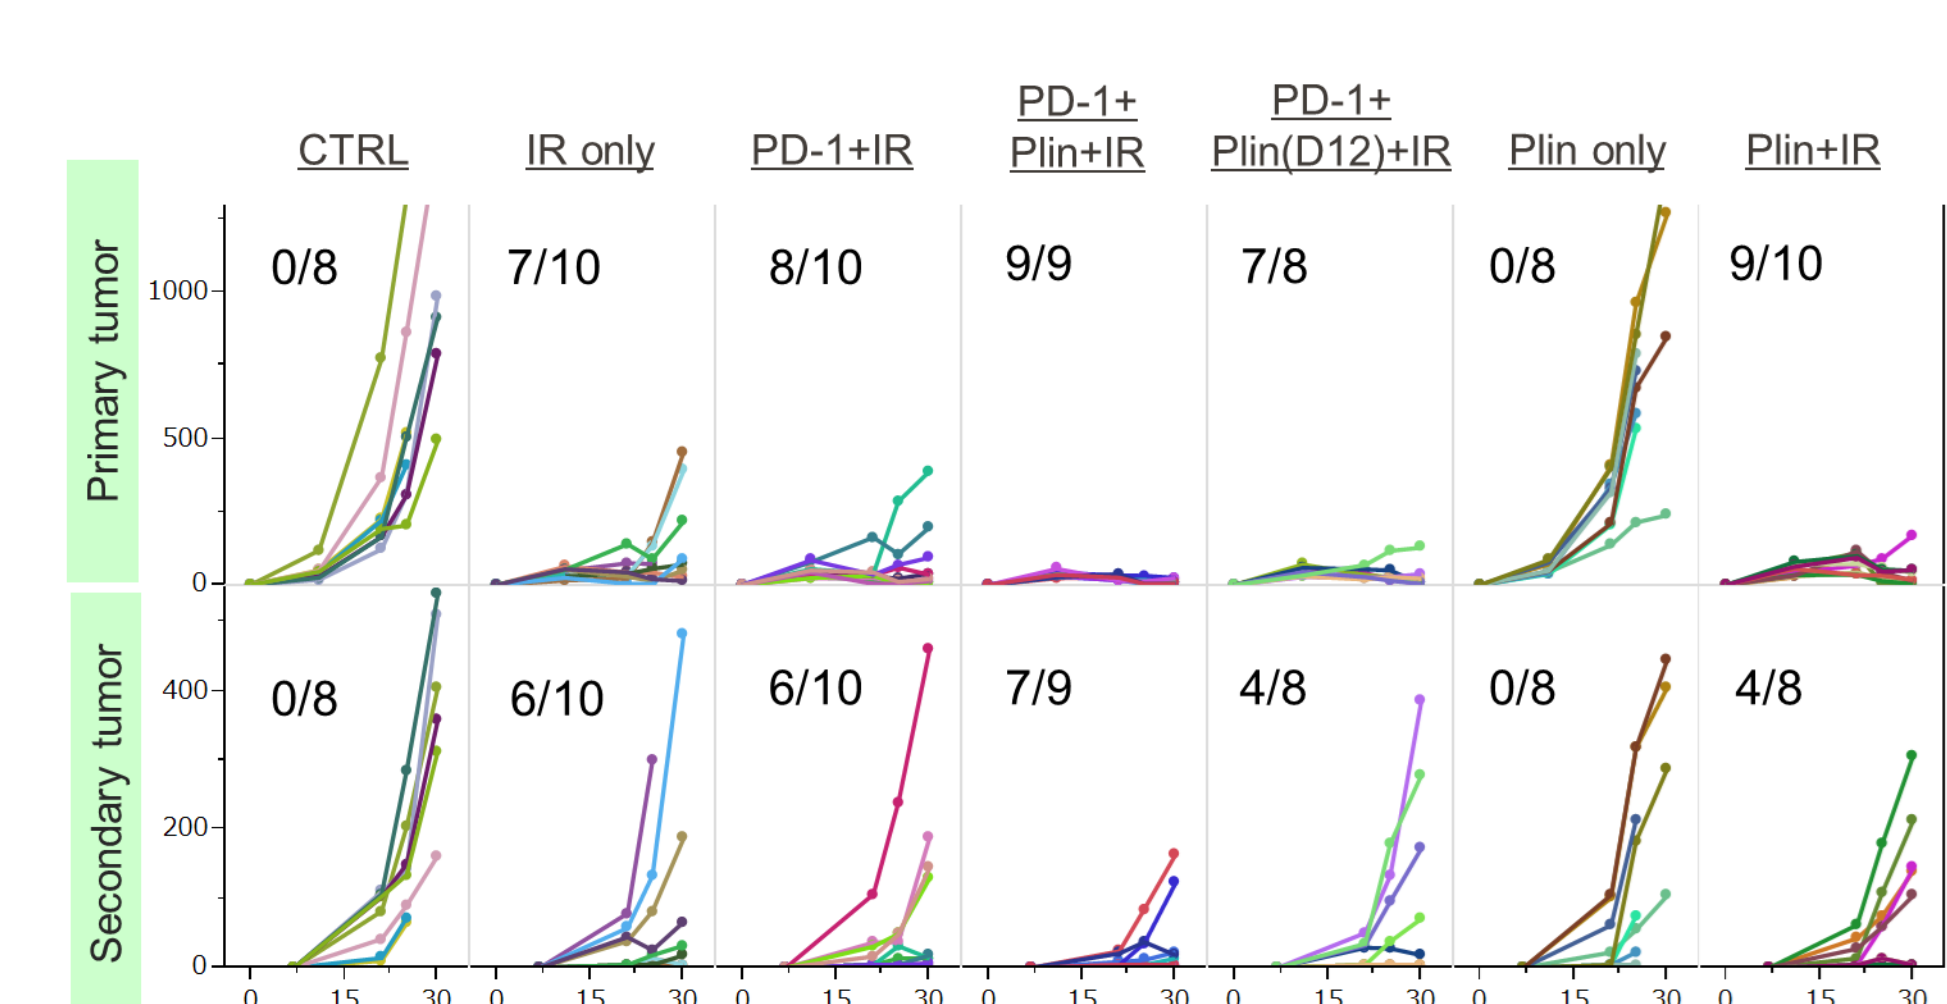 PD-1+
PD-1+
CTRL
IR only
PD-1+IR
Plin+IR
Plin(D12)+IR
Plin only
Plin+IR
Primary tumor
0/8
7/10
8/10
9/9
7/8
0/8
9/10
1000
500
0
Secondary tumor
0/8
6/10
6/10
7/9
4/8
0/8
4/8
400
200
0
0 15 30 0 15 30 0 15 30 0 15 30 0 15 30 0 15 30 0 15 30